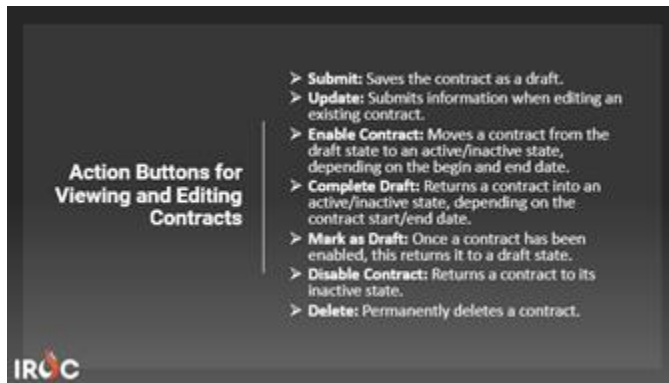 Action Buttons for
Viewing and Editing
Contracts
➢ Submit: Saves the contract as a draft.
➢ Update: Submits information when editing an
existing contract.
➢ Enable Contract: Moves a contract from the
draft state to an active/inactive state,
depending on the begin and end date.
➢ Complete Draft: Returns a contract into an
active/inactive state, depending on the
contract start/end date.
➢ Mark as Draft: Once a contract has been
enabled, this returns it to a draft state.
➢ Disable Contract: Returns a contract to its
inactive state.
➢ Delete: Permanently deletes a contract.
IROC